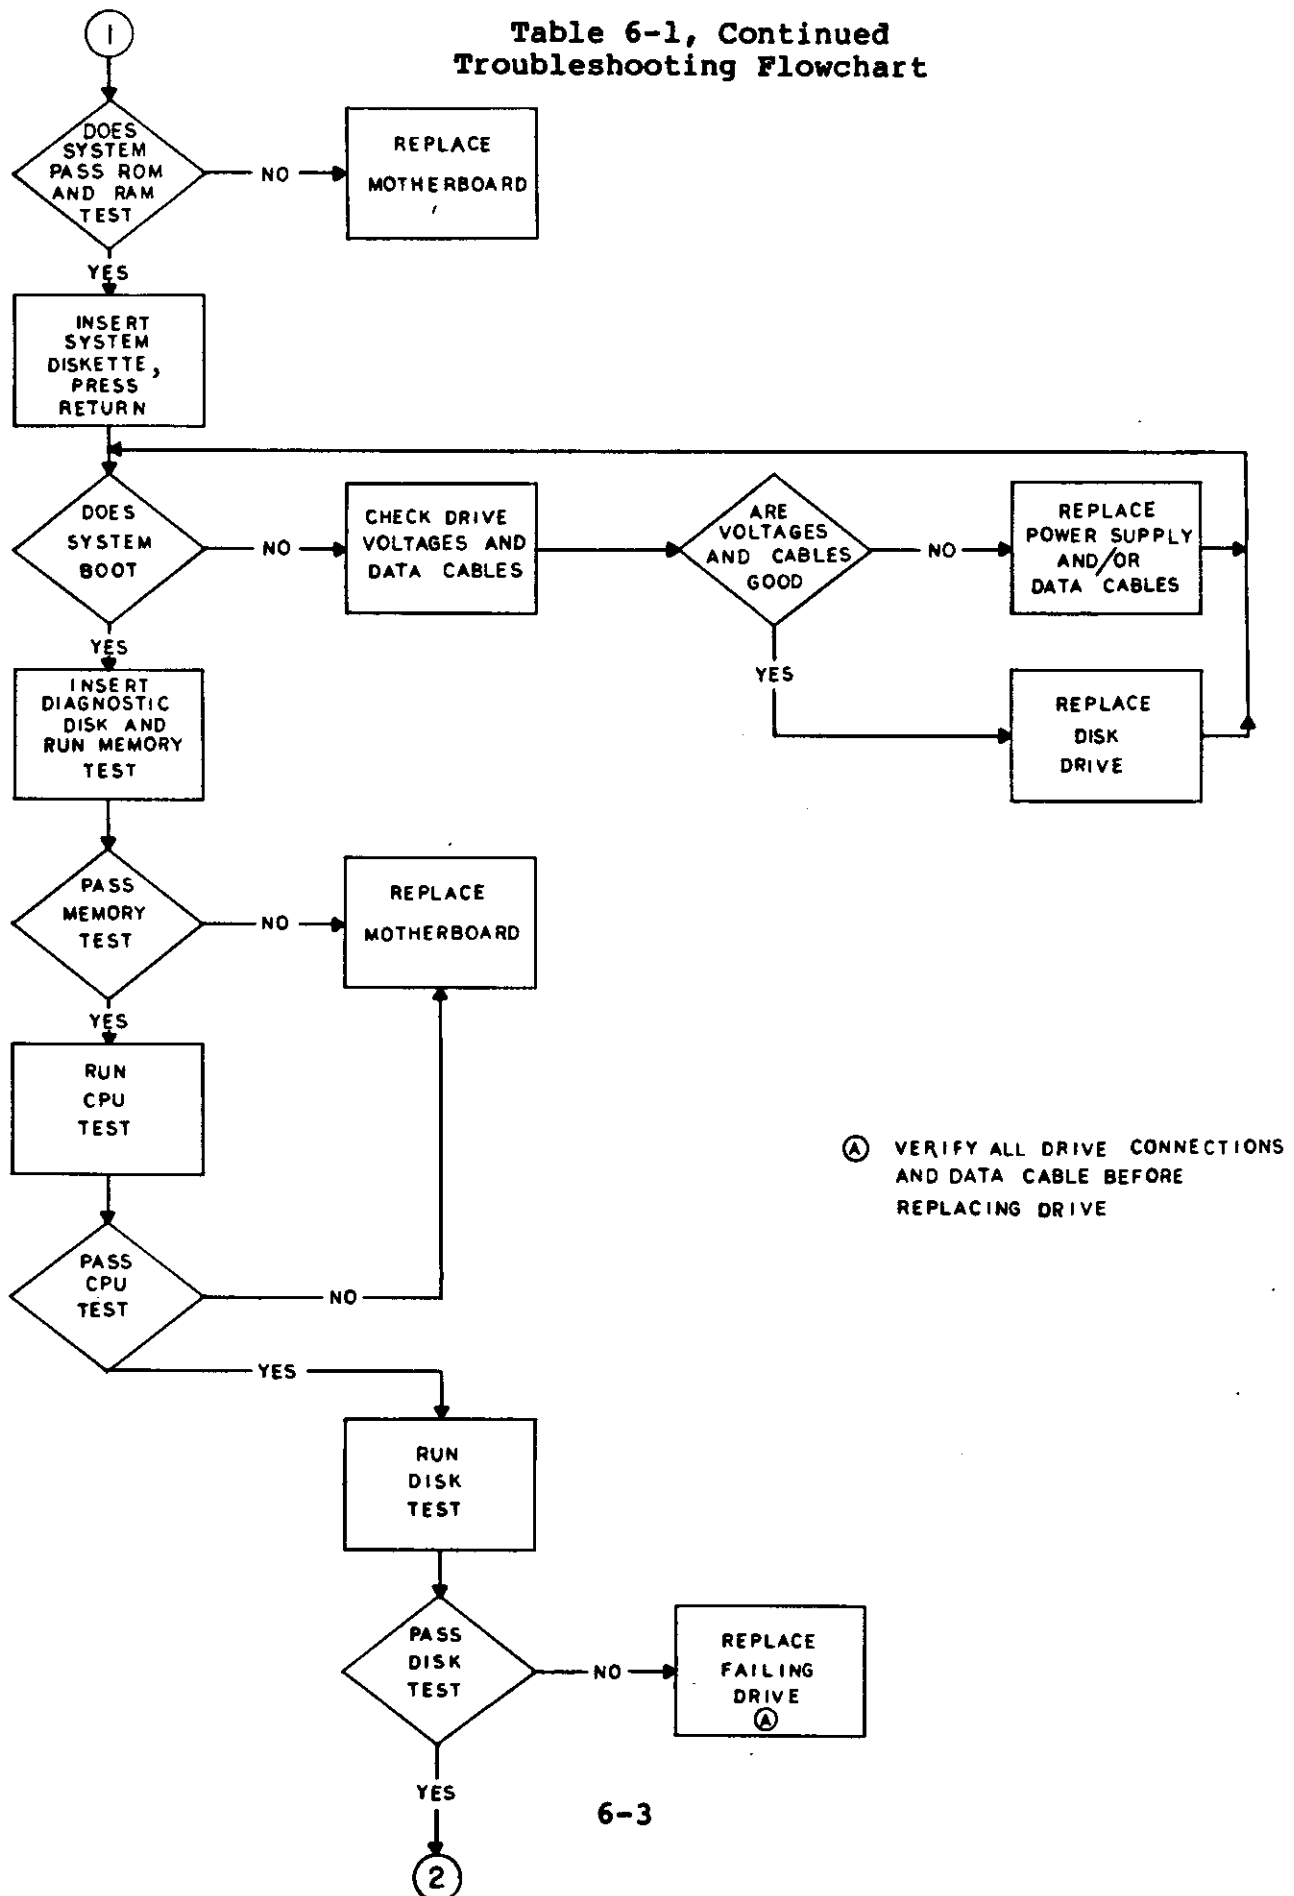 Table 6-1, Continued
Troubleshooting Flowchart
1
DOES
SYSTEM
PASS ROM
AND RAM
TEST
NO
REPLACE
MOTHERBOARD
YES
INSERT
SYSTEM
DISKETTE,
PRESS
RETURN
DOES
SYSTEM
BOOT
NO
CHECK DRIVE
VOLTAGES AND
DATA CABLES
ARE
VOLTAGES
AND CABLES
GOOD
NO
REPLACE
POWER SUPPLY
AND/OR
DATA CABLES
YES
REPLACE
DISK
DRIVE
YES
INSERT
DIAGNOSTIC
DISK AND
RUN MEMORY
TEST
PASS
MEMORY
TEST
NO
REPLACE
MOTHERBOARD
YES
RUN
CPU
TEST
A VERIFY ALL DRIVE CONNECTIONS
AND DATA CABLE BEFORE
REPLACING DRIVE
PASS
CPU
TEST
NO
YES
RUN
DISK
TEST
PASS
DISK
TEST
NO
REPLACE
FAILING
DRIVE
A
YES
6-3
2